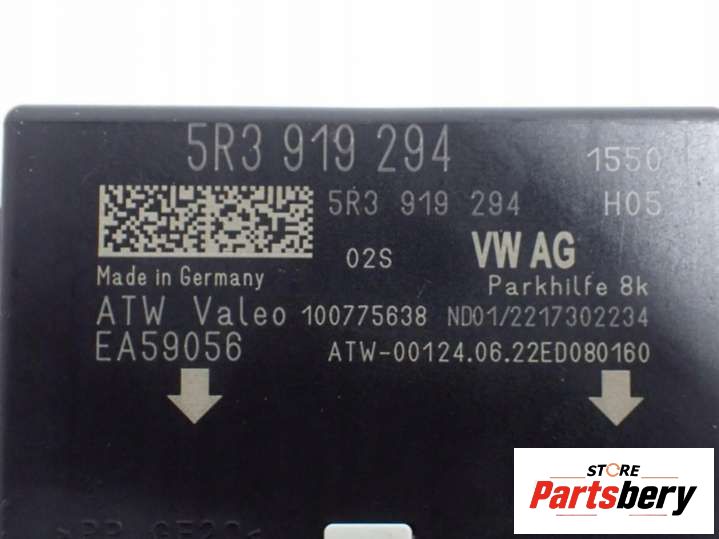 5R3 919 294 1550
5R3 919 294 H05
02S VW AG
Made in Germany Parkhilfe 8k
ATW Valeo 100775638 ND01/2217302234
EA59056 ATW-00124.06.22ED080160
STORE
Partsbery